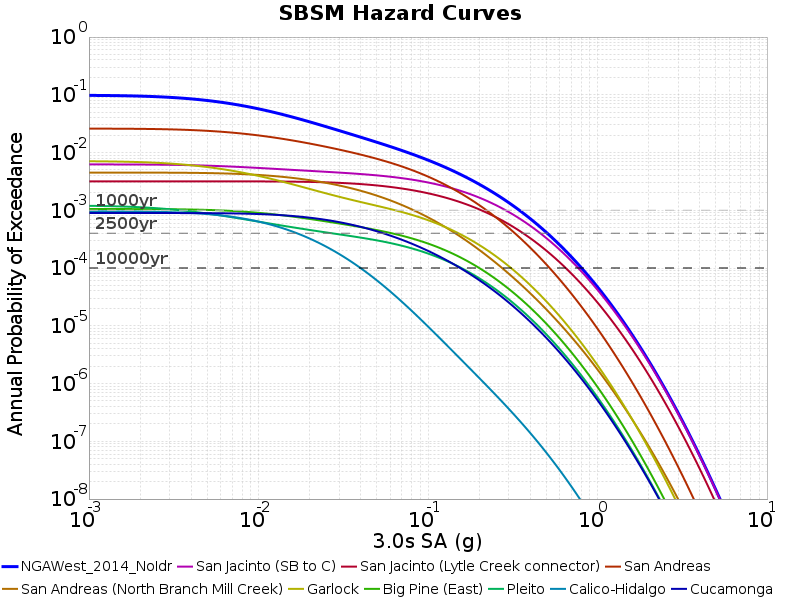 SBSM Hazard Curves
Annual Probability of Exceedance
10^0
10^-1
10^-2
10^-3
10^-4
10^-5
10^-6
10^-7
10^-8
1000yr
2500yr
10000yr
10^-3 10^-2 10^-1 10^0 10^1
3.0s SA (g)
NGAWest_2014_NoIdr San Jacinto (SB to C) San Jacinto (Lytle Creek connector) San Andreas
San Andreas (North Branch Mill Creek) Garlock Big Pine (East) Pleito Calico-Hidalgo Cucamonga